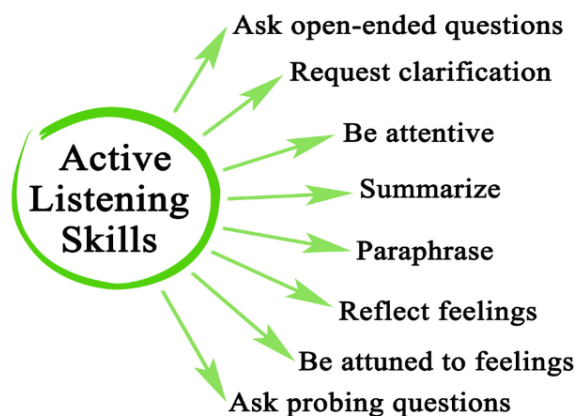 Active
Listening
Skills
Ask open-ended questions
Request clarification
Be attentive
Summarize
Paraphrase
Reflect feelings
Be attuned to feelings
Ask probing questions